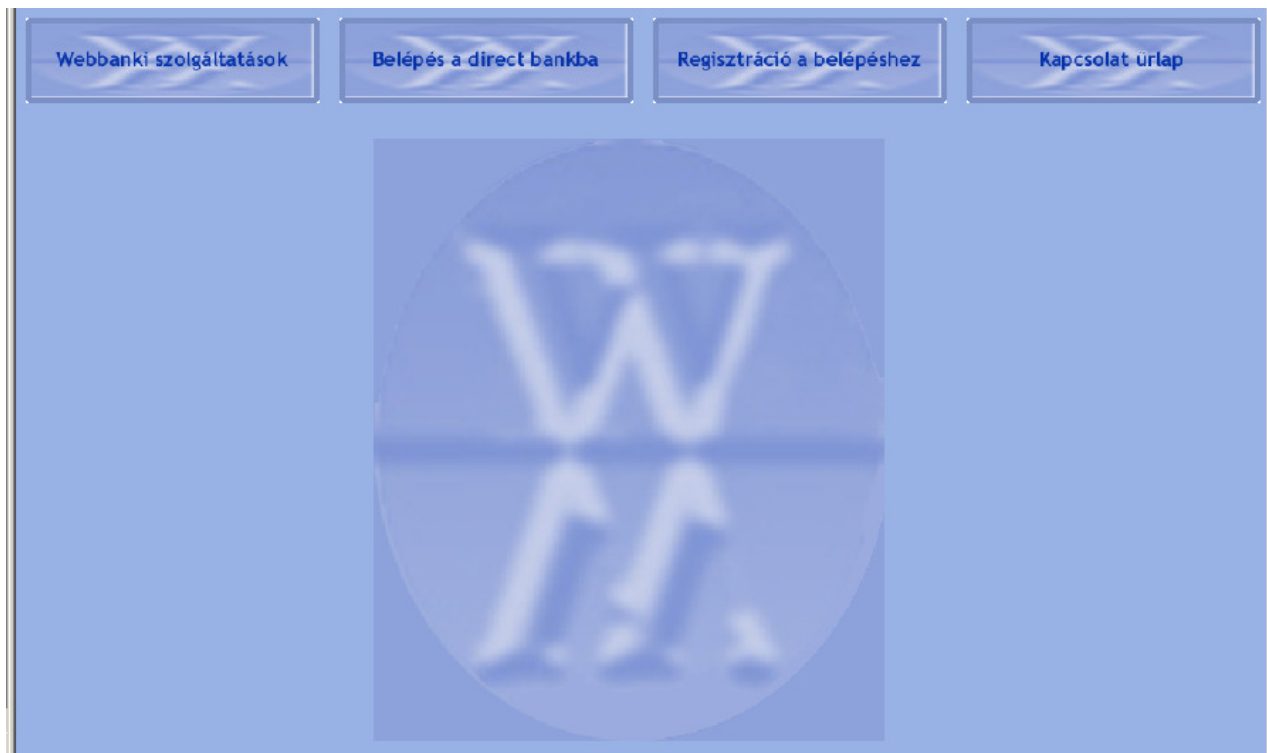 Webbanki szolgáltatások
Belépés a direct bankba
Regisztráció a belépéshez
Kapcsolat űrlap
W